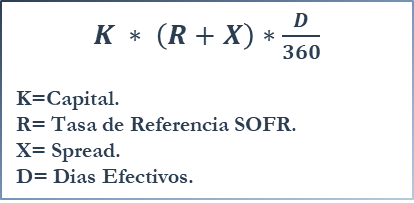 K * (R + X) * D/360
K=Capital.
R= Tasa de Referencia SOFR.
X= Spread.
D= Dias Efectivos.